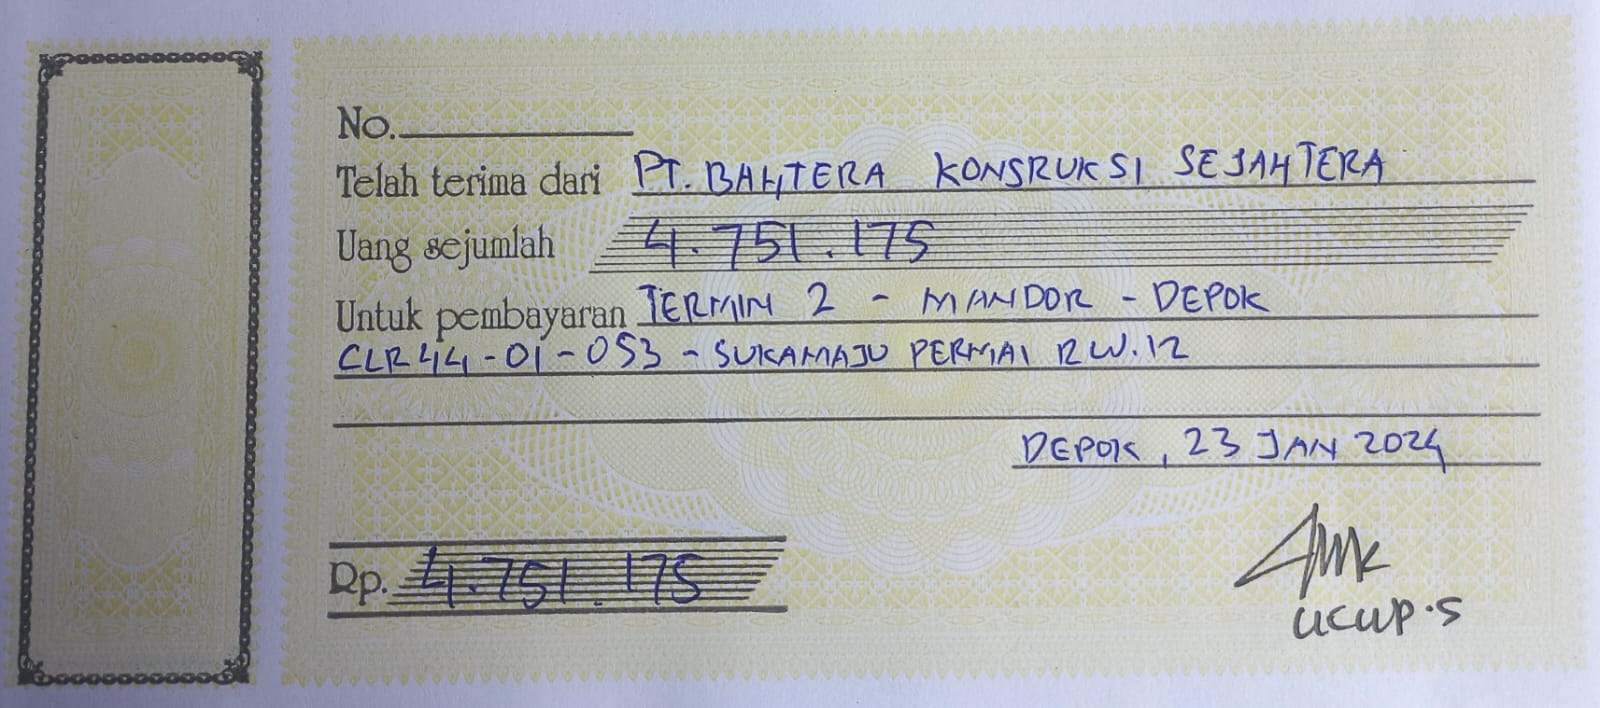 No.
Telah terima dari PT. BAHTERA KONSRUKSI SEJAHTERA
Uang sejumlah 4.751.175
Untuk pembayaran TERMIN 2 - MANDOR - DEPOK
CLR44-01-053 - SUKAMAJU PERMAI RW.12
DEPOK, 23 JAN 2024
Rp. 4.751.175
UCUP.S